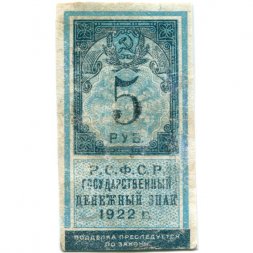 5
РУБ.
Р.С.Ф.С.Р.
ГОСУДАРСТВЕННЫЙ
ДЕНЕЖНЫЙ ЗНАК
1922 г.
ПОДДЕЛКА ПРЕСЛЕДУЕТСЯ
ПО ЗАКОНУ.